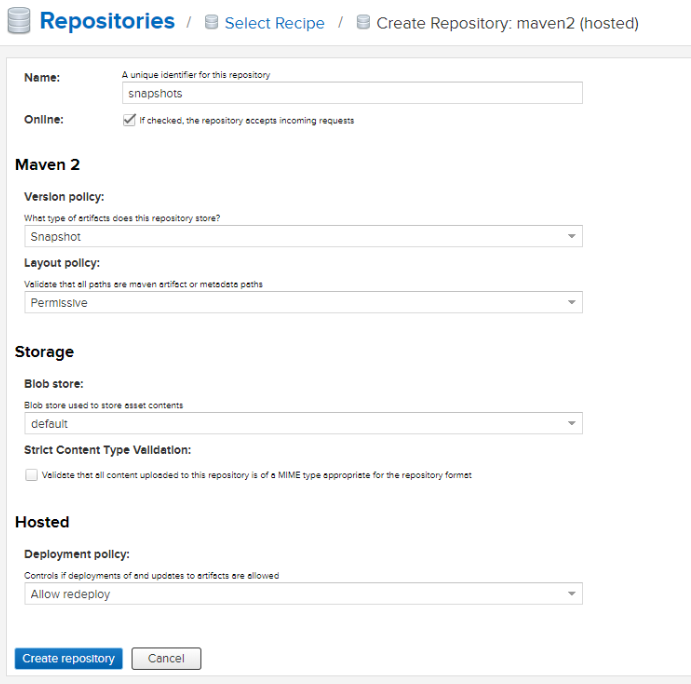 Repositories / Select Recipe / Create Repository: maven2 (hosted)
Name:
A unique identifier for this repository
snapshots
Online:
If checked, the repository accepts incoming requests
Maven 2
Version policy:
What type of artifacts does this repository store?
Snapshot
Layout policy:
Validate that all paths are maven artifact or metadata paths
Permissive
Storage
Blob store:
Blob store used to store asset contents
default
Strict Content Type Validation:
Validate that all content uploaded to this repository is of a MIME type appropriate for the repository format
Hosted
Deployment policy:
Controls if deployments of and updates to artifacts are allowed
Allow redeploy
Create repository Cancel